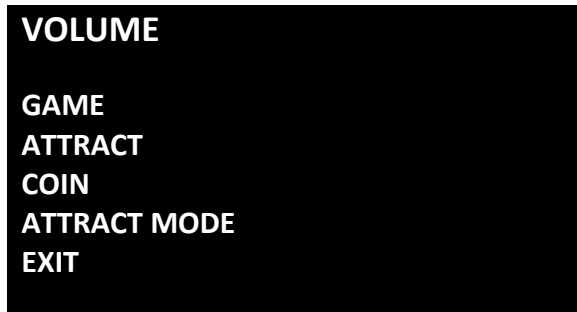 VOLUME
GAME
ATTRACT
COIN
ATTRACT MODE
EXIT